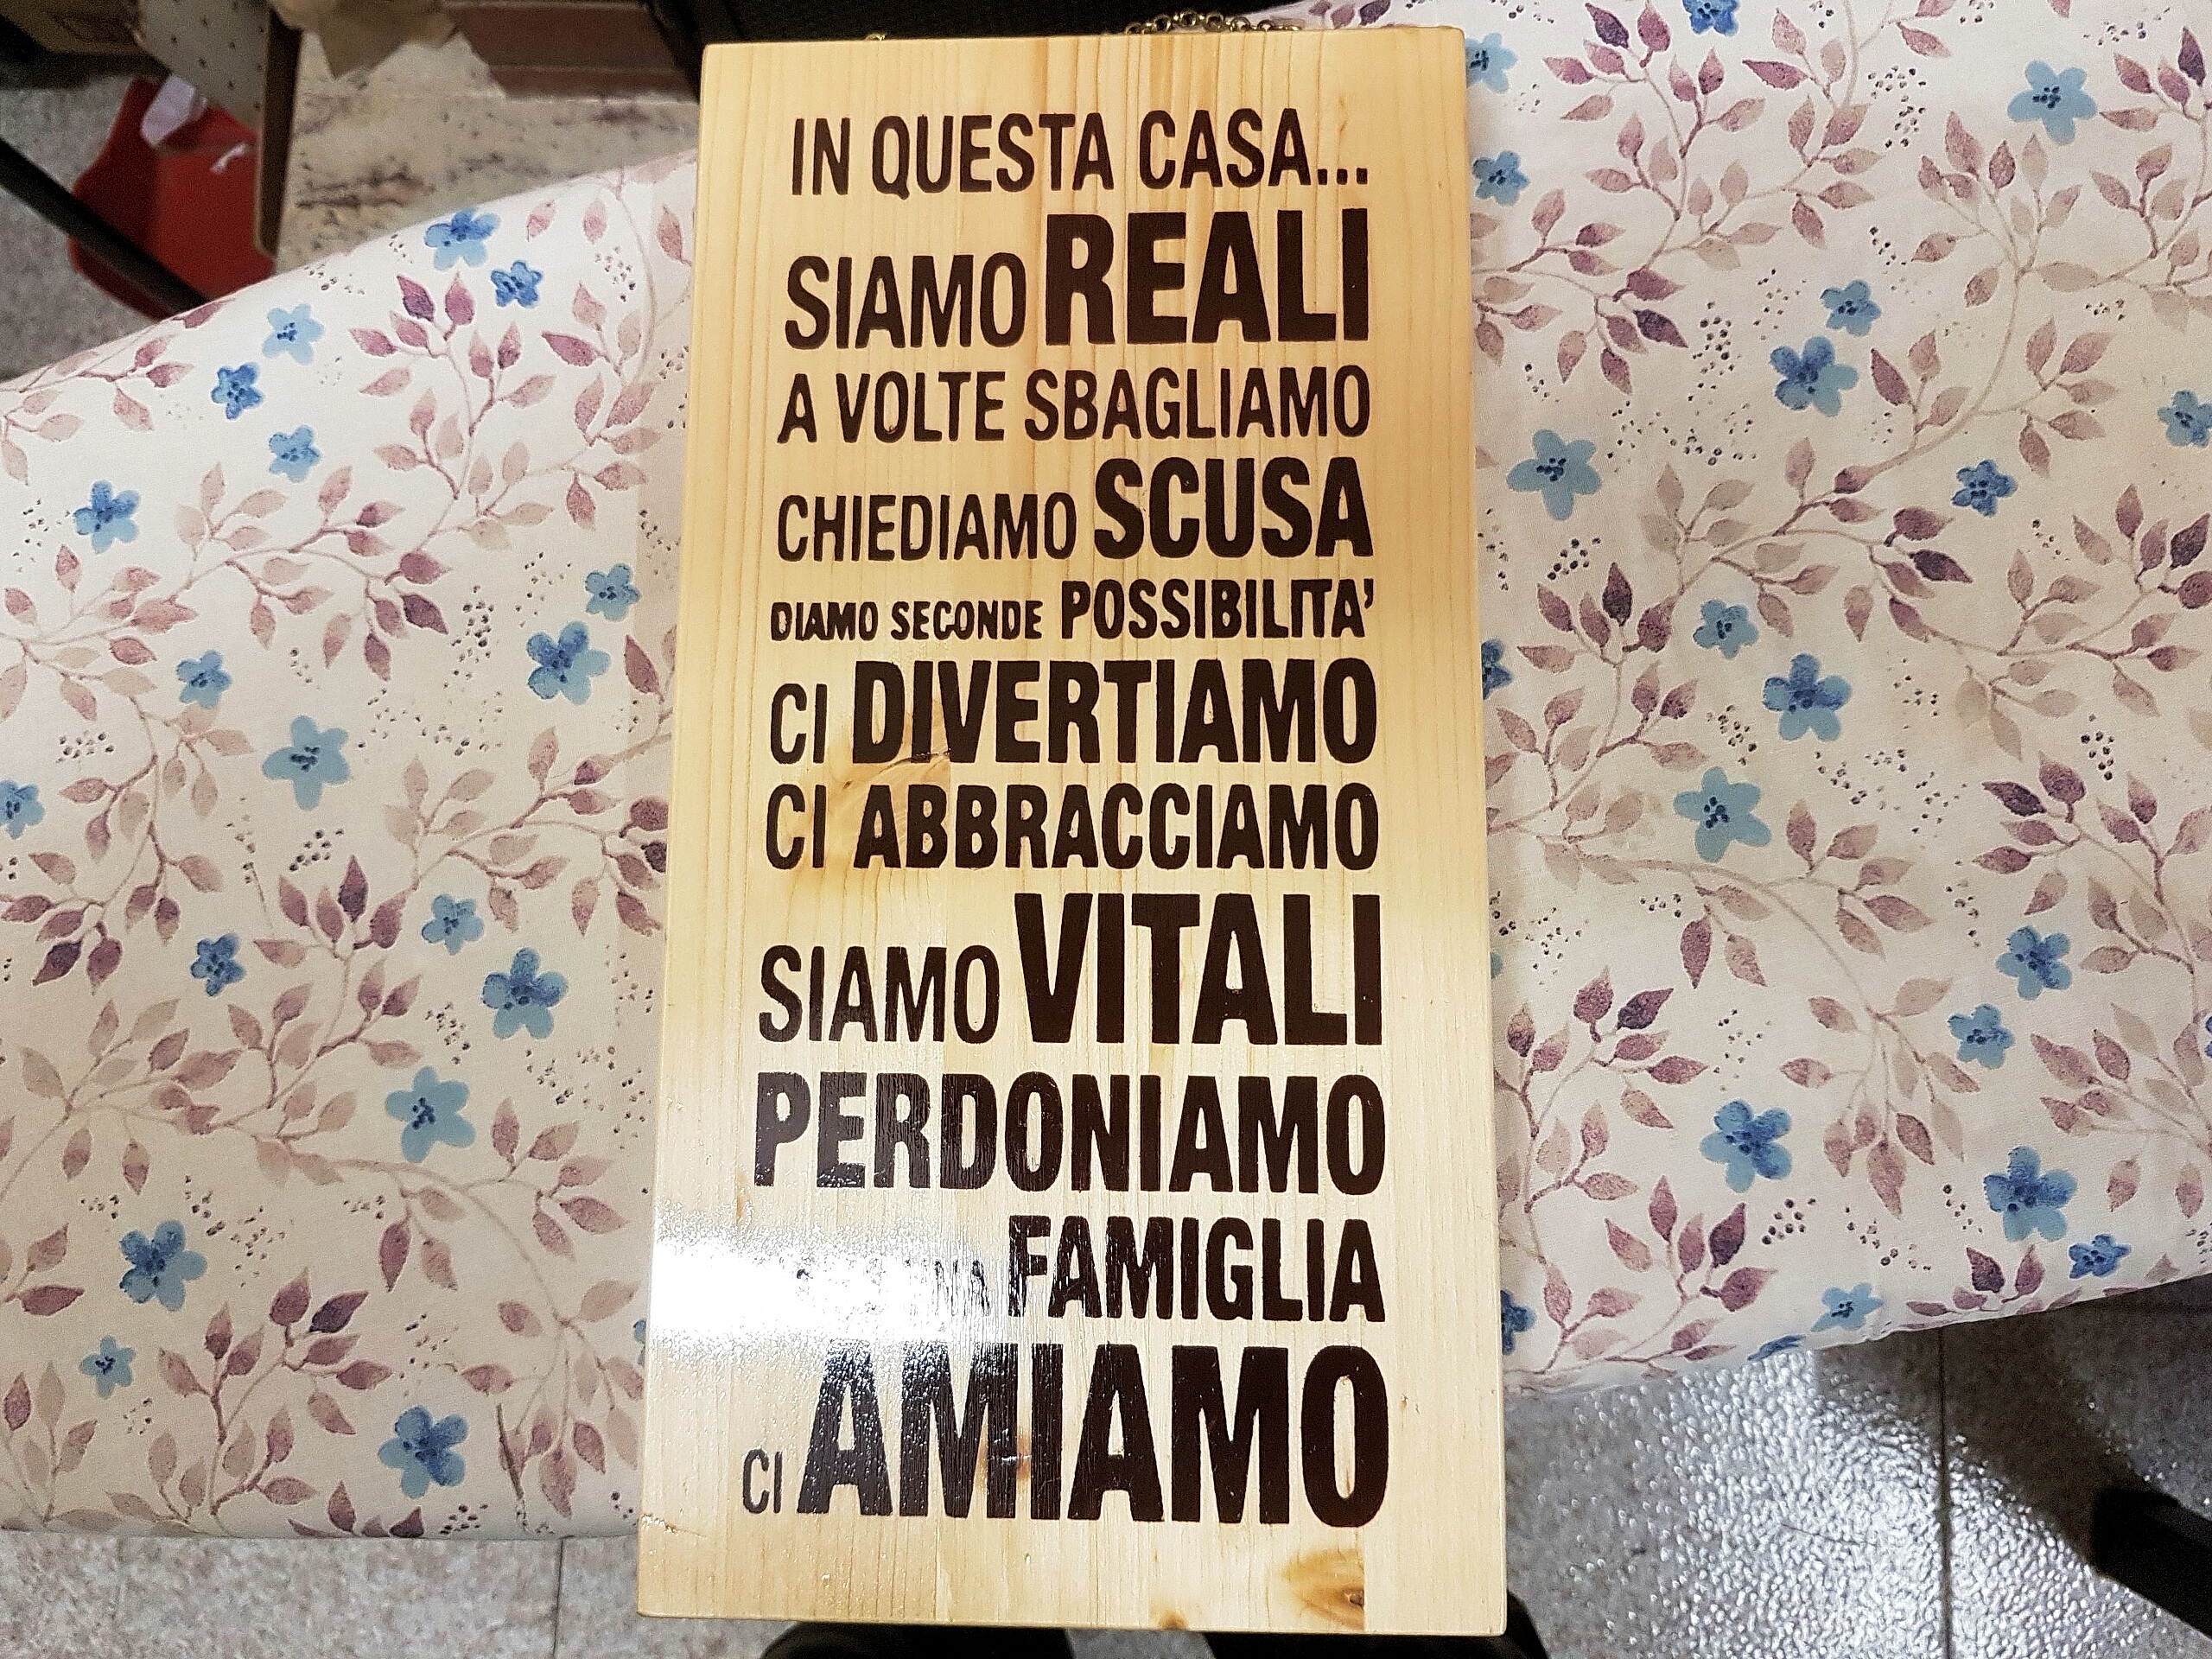 IN QUESTA CASA...
SIAMO REALI
A VOLTE SBAGLIAMO
CHIEDIAMO SCUSA
DIAMO SECONDE POSSIBILITA'
CI DIVERTIAMO
CI ABBRACCIAMO
SIAMO VITALI
PERDONIAMO
FAMIGLIA
CI AMIAMO